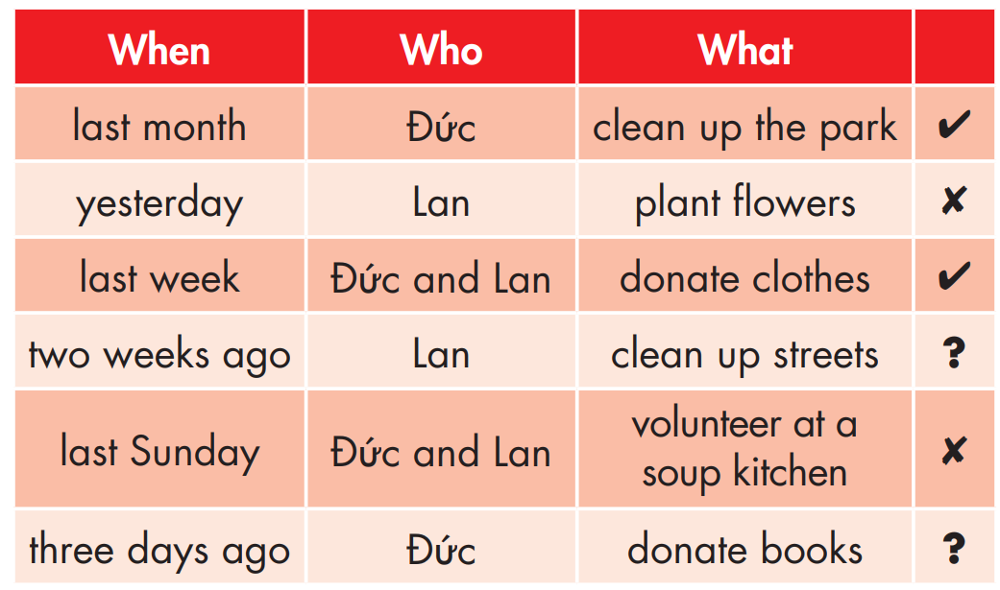 When Who What
last month Đức clean up the park ✔
yesterday Lan plant flowers ✘
last week Đức and Lan donate clothes ✔
two weeks ago Lan clean up streets ?
last Sunday Đức and Lan volunteer at a
soup kitchen ✘
three days ago Đức donate books ?